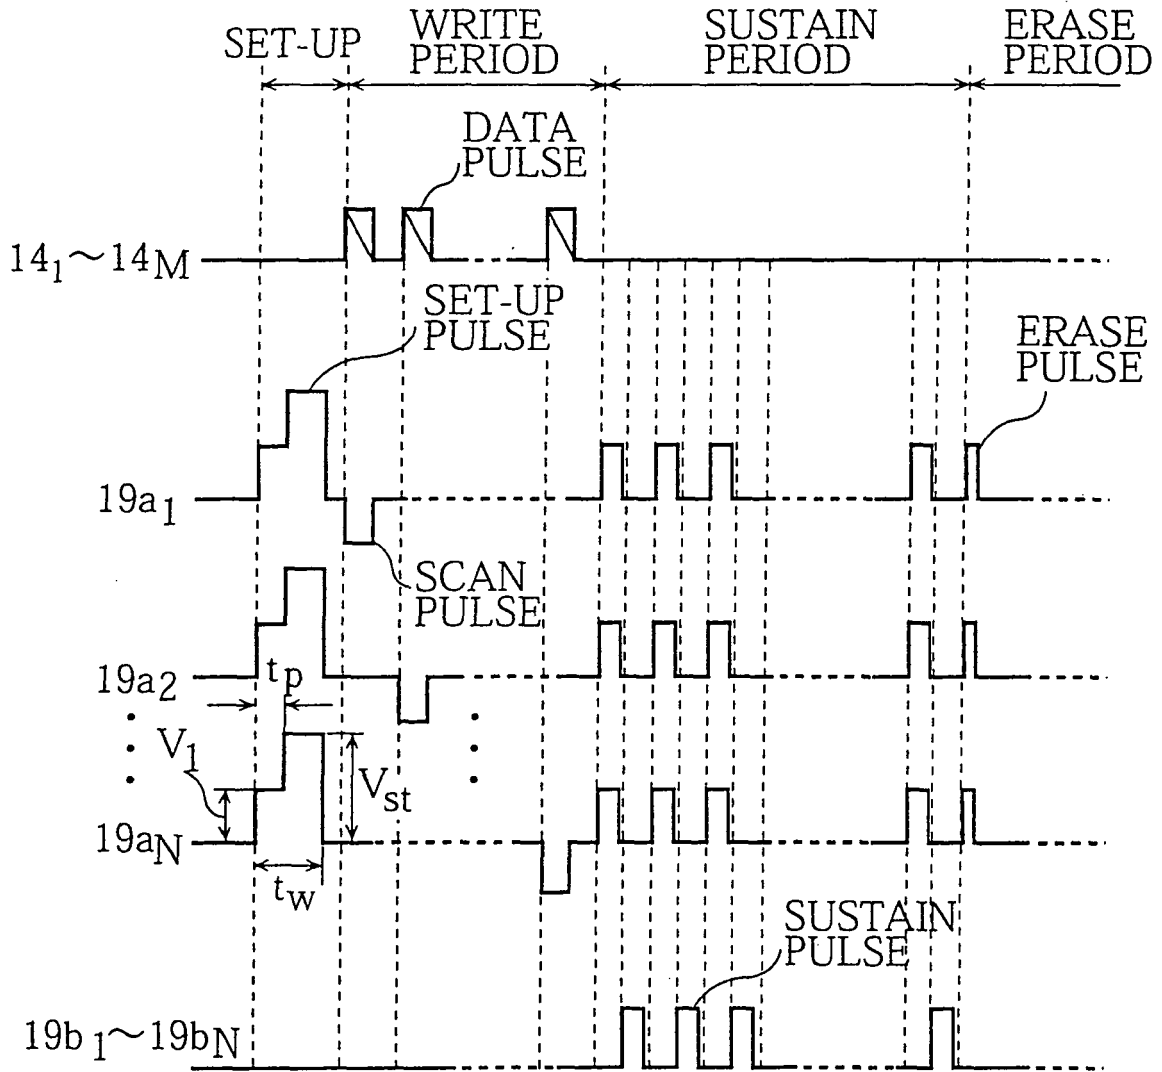 SET-UP
WRITE
PERIOD
SUSTAIN
PERIOD
ERASE
PERIOD
DATA
PULSE
14₁~14M
SET-UP
PULSE
ERASE
PULSE
19a₁
SCAN
PULSE
19a₂
tp
V₁
Vst
19aN
tw
SUSTAIN
PULSE
19b₁~19bN